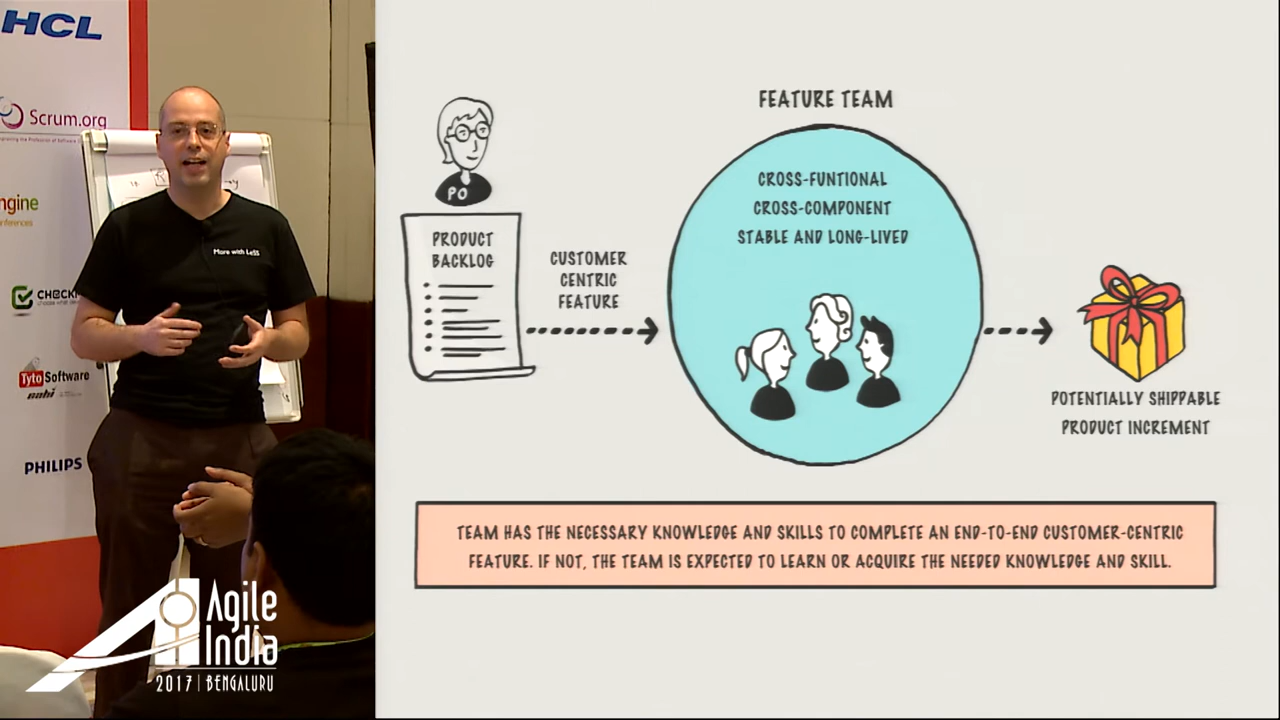 HCL
Scrum.org
ngine
nferences
CHECK
Tyto Software
sahi
PHILIPS
More with LeSS
Agile
India
2017 | BENGALURU
FEATURE TEAM
PO
PRODUCT
BACKLOG
CUSTOMER
CENTRIC
FEATURE
CROSS-FUNTIONAL
CROSS-COMPONENT
STABLE AND LONG-LIVED
POTENTIALLY SHIPPABLE
PRODUCT INCREMENT
TEAM HAS THE NECESSARY KNOWLEDGE AND SKILLS TO COMPLETE AN END-TO-END CUSTOMER-CENTRIC
FEATURE. IF NOT, THE TEAM IS EXPECTED TO LEARN OR ACQUIRE THE NEEDED KNOWLEDGE AND SKILL.